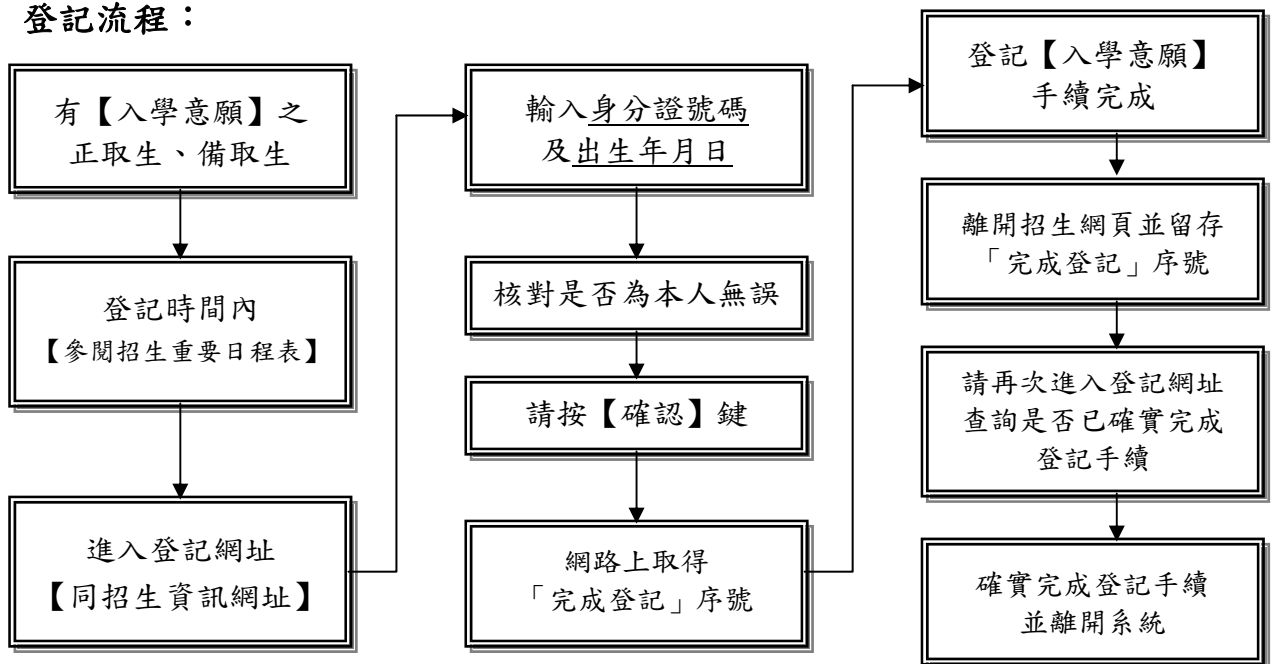 登記流程：
有【入學意願】之
正取生、備取生
登記時間內
【參閱招生重要日程表】
進入登記網址
【同招生資訊網址】
輸入身分證號碼
及出生年月日
核對是否為本人無誤
請按【確認】鍵
網路上取得
「完成登記」序號
登記【入學意願】
手續完成
離開招生網頁並留存
「完成登記」序號
請再次進入登記網址
查詢是否已確實完成
登記手續
確實完成登記手續
並離開系統